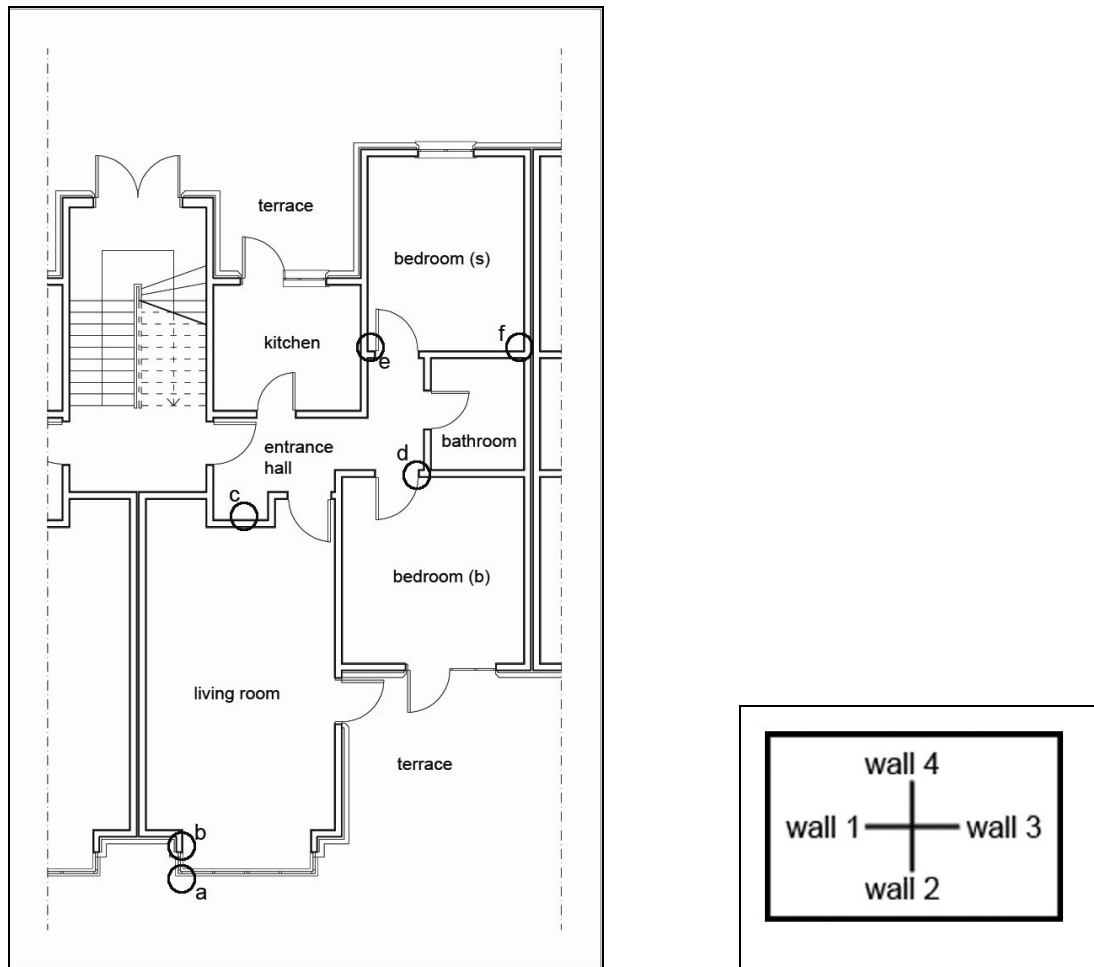 terrace
bedroom (s)
kitchen
f
e
entrance
hall
bathroom
d
c
bedroom (b)
living room
terrace
b
a
wall 4
wall 1
wall 3
wall 2